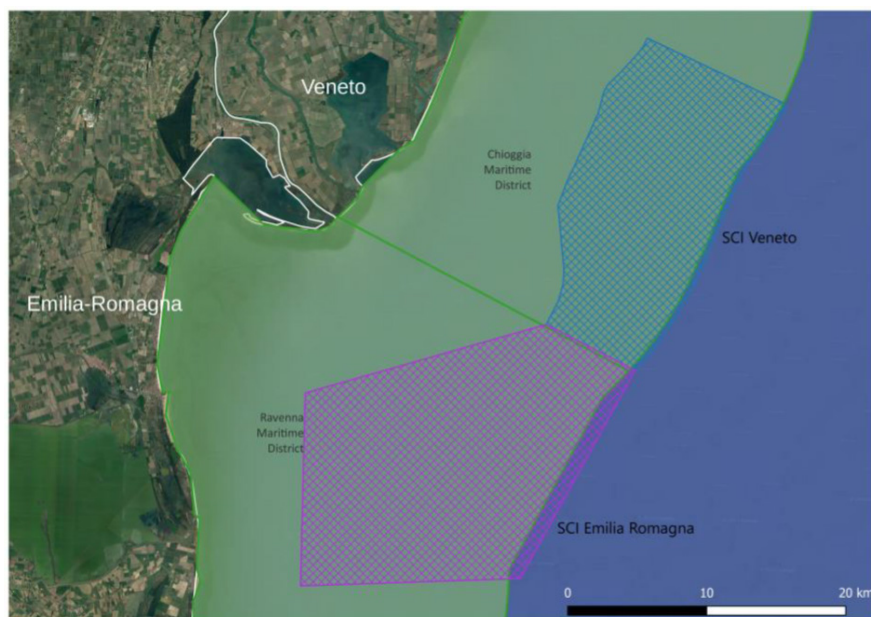 Veneto
Chioggia
Maritime
District
SCI Veneto
Emilia-Romagna
Ravenna
Maritime
District
SCI Emilia Romagna
0 10 20 km